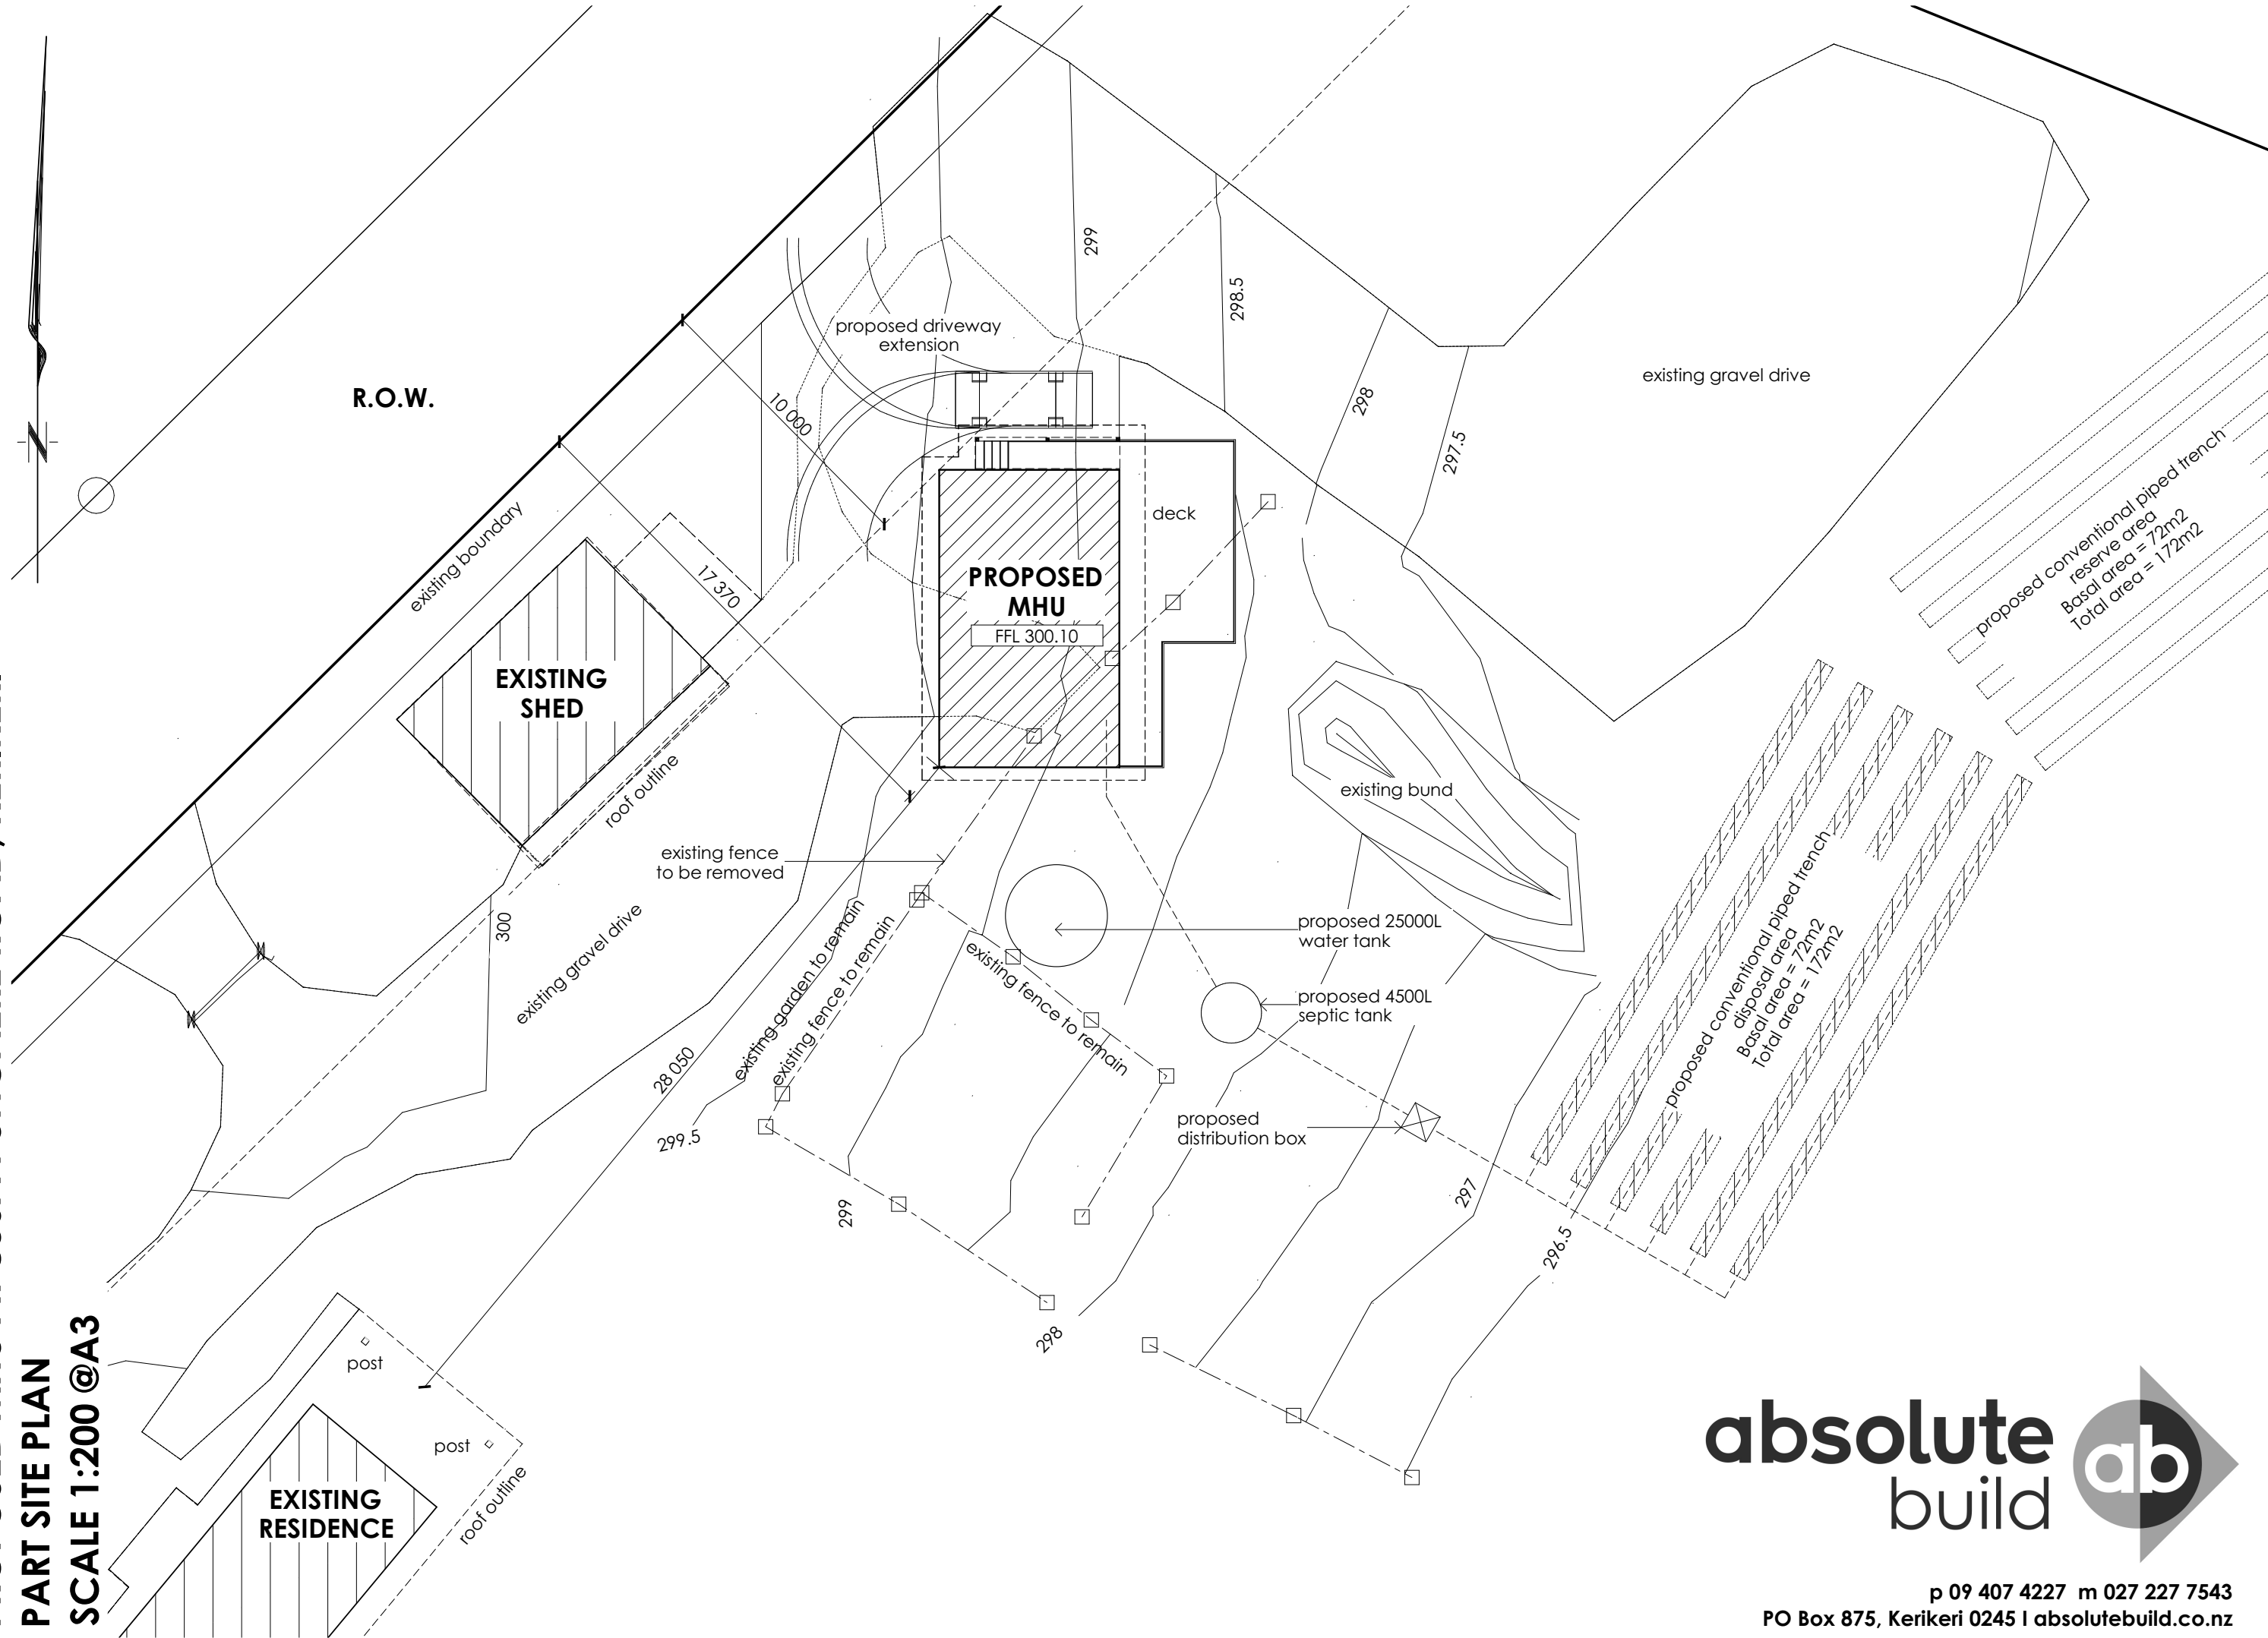 R.O.W.
299
298.5
298
297.5
proposed driveway
extension
10 000
existing gravel drive
existing boundary
17 370
deck
PROPOSED
MHU
FFL 300.10
EXISTING
SHED
roof outline
proposed conventional piped trench
reserve area
Basal area = 72m2
Total area = 172m2
existing bund
existing fence
to be removed
300
existing gravel drive
existing garden to remain
existing fence to remain
existing fence to remain
proposed 25000L
water tank
proposed 4500L
septic tank
proposed
distribution box
proposed conventional piped trench
disposal area
Basal area = 72m2
Total area = 172m2
28 050
299.5
299
298
297
296.5
post
post
roof outline
EXISTING
RESIDENCE
PART SITE PLAN
SCALE 1:200 @A3
N
absolute
build
ab
p 09 407 4227 m 027 227 7543
PO Box 875, Kerikeri 0245 I absolutebuild.co.nz